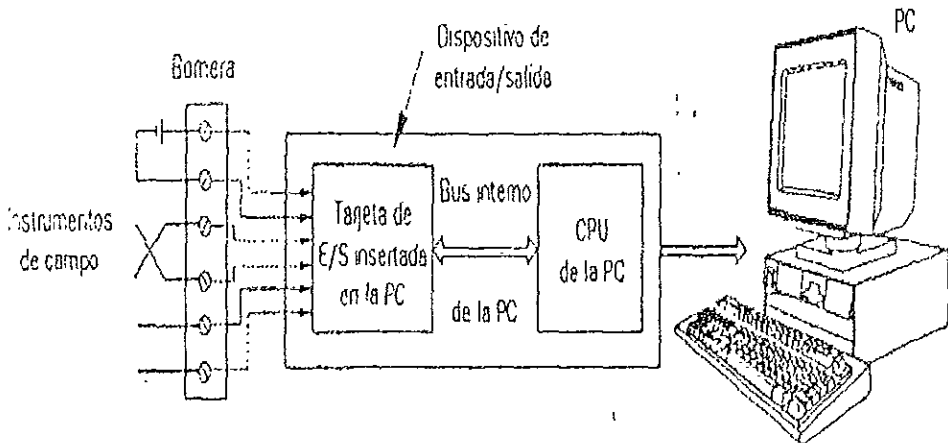 PC
Dispositivo de
entrada/salida
Bornera
Instrumentos
de campo
Tarjeta de
E/S insertada
en la PC
Bus interno
de la PC
CPU
de la PC